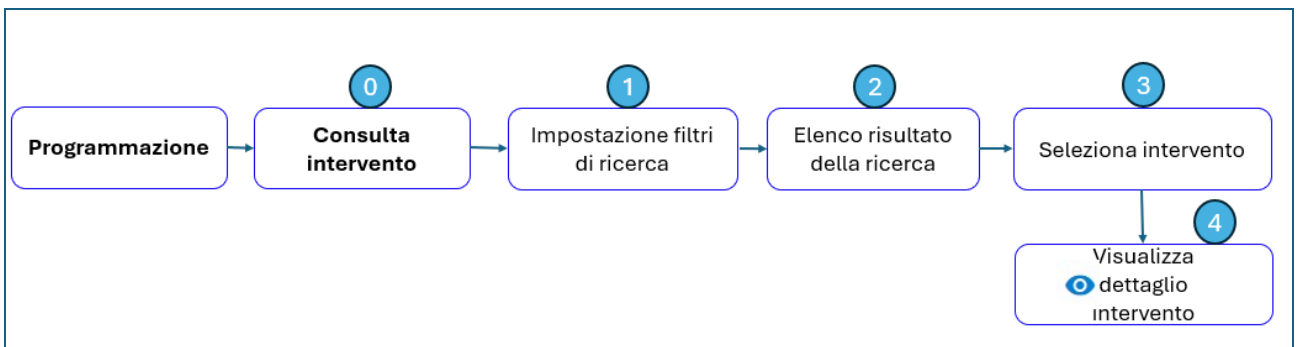 0
1
2
3
Programmazione
Consulta
intervento
Impostazione filtri
di ricerca
Elenco risultato
della ricerca
Seleziona intervento
4
Visualizza
dettaglio
intervento